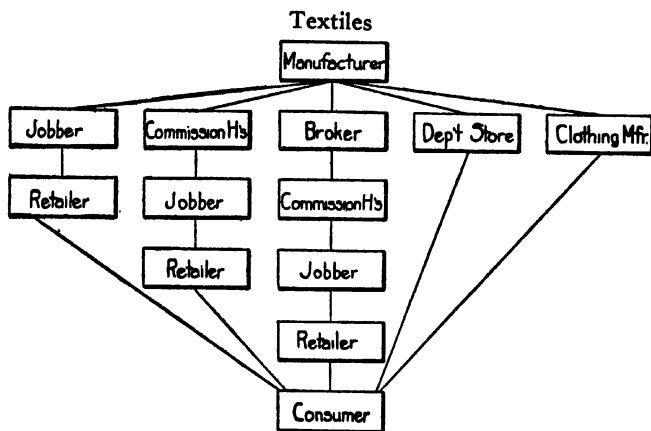 Textiles
Manufacturer
Jobber
Commission H's
Broker
Dep't Store
Clothing Mfr.
Retailer
Jobber
Commission H's
Retailer
Jobber
Retailer
Consumer